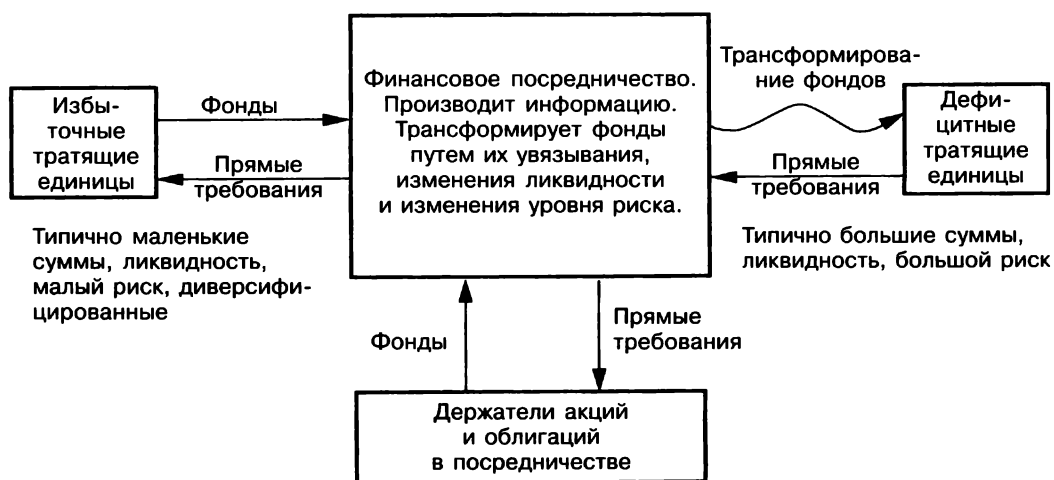 Избы-
точные
тратящие
единицы
Фонды
Прямые
требования
Типично маленькие
суммы, ликвидность,
малый риск, диверсифи-
цированные
Финансовое посредничество.
Производит информацию.
Трансформирует фонды
путем их увязывания,
изменения ликвидности
и изменения уровня риска.
Трансформирова-
ние фондов
Прямые
требования
Дефи-
цитные
тратящие
единицы
Типично большие суммы,
ликвидность, большой риск
Фонды
Прямые
требования
Держатели акций
и облигаций
в посредничестве